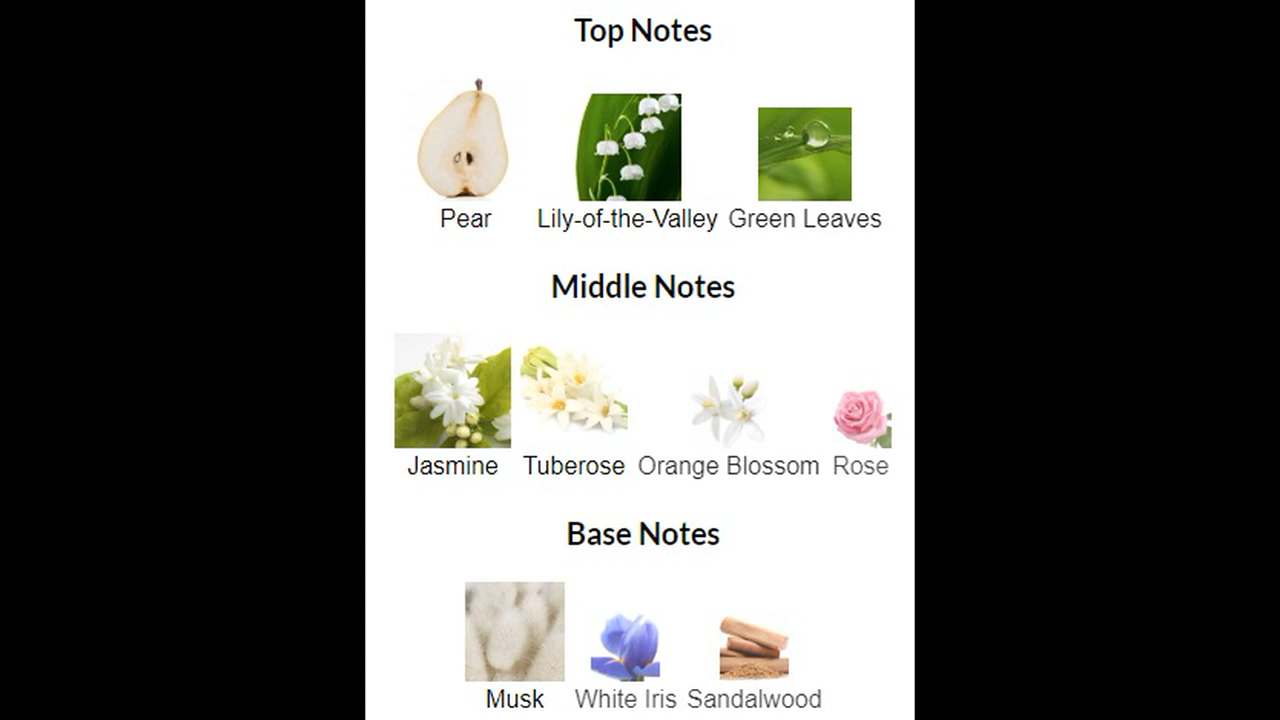 Top Notes
Pear Lily-of-the-Valley Green Leaves
Middle Notes
Jasmine Tuberose Orange Blossom Rose
Base Notes
Musk White Iris Sandalwood